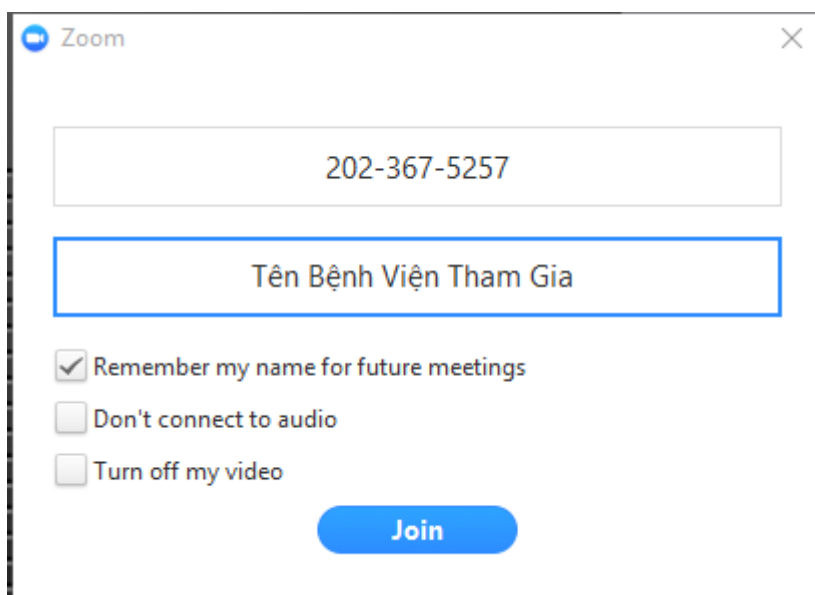 Zoom
202-367-5257
Tên Bệnh Viện Tham Gia
Remember my name for future meetings
Don't connect to audio
Turn off my video
Join